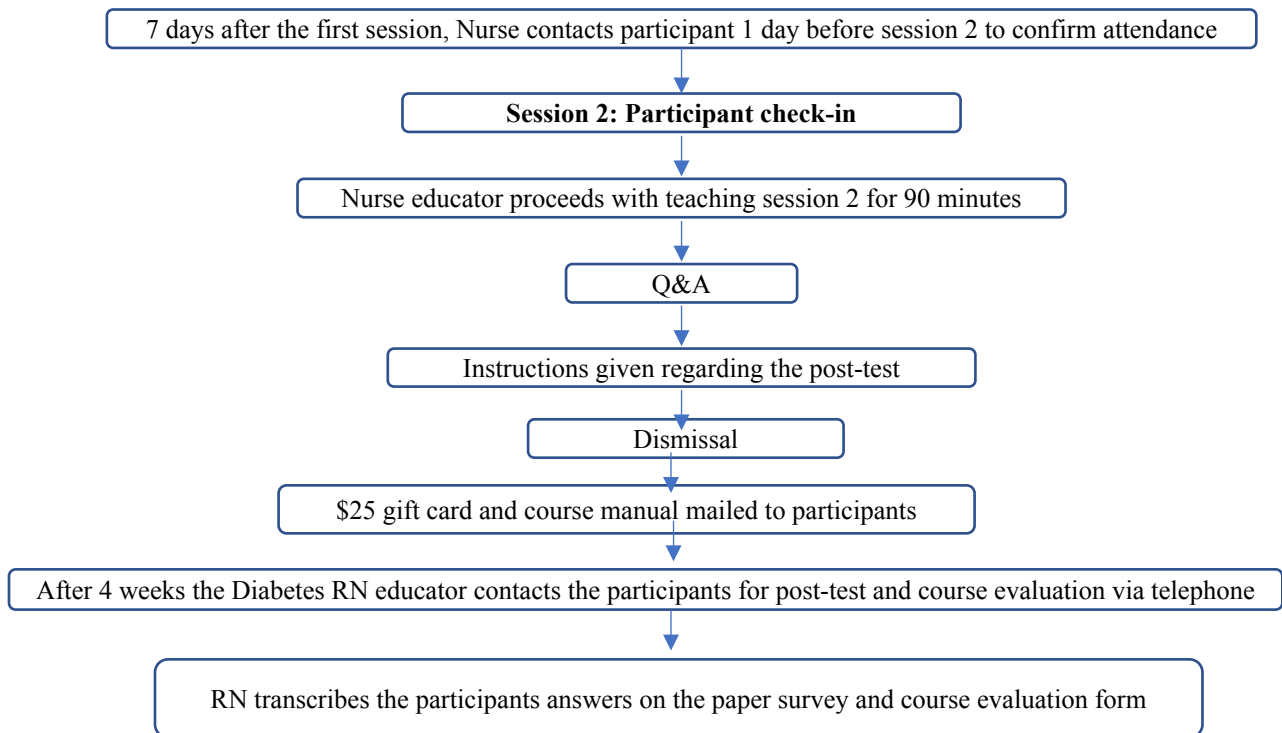 7 days after the first session, Nurse contacts participant 1 day before session 2 to confirm attendance
Session 2: Participant check-in
Nurse educator proceeds with teaching session 2 for 90 minutes
Q&A
Instructions given regarding the post-test
Dismissal
$25 gift card and course manual mailed to participants
After 4 weeks the Diabetes RN educator contacts the participants for post-test and course evaluation via telephone
RN transcribes the participants answers on the paper survey and course evaluation form